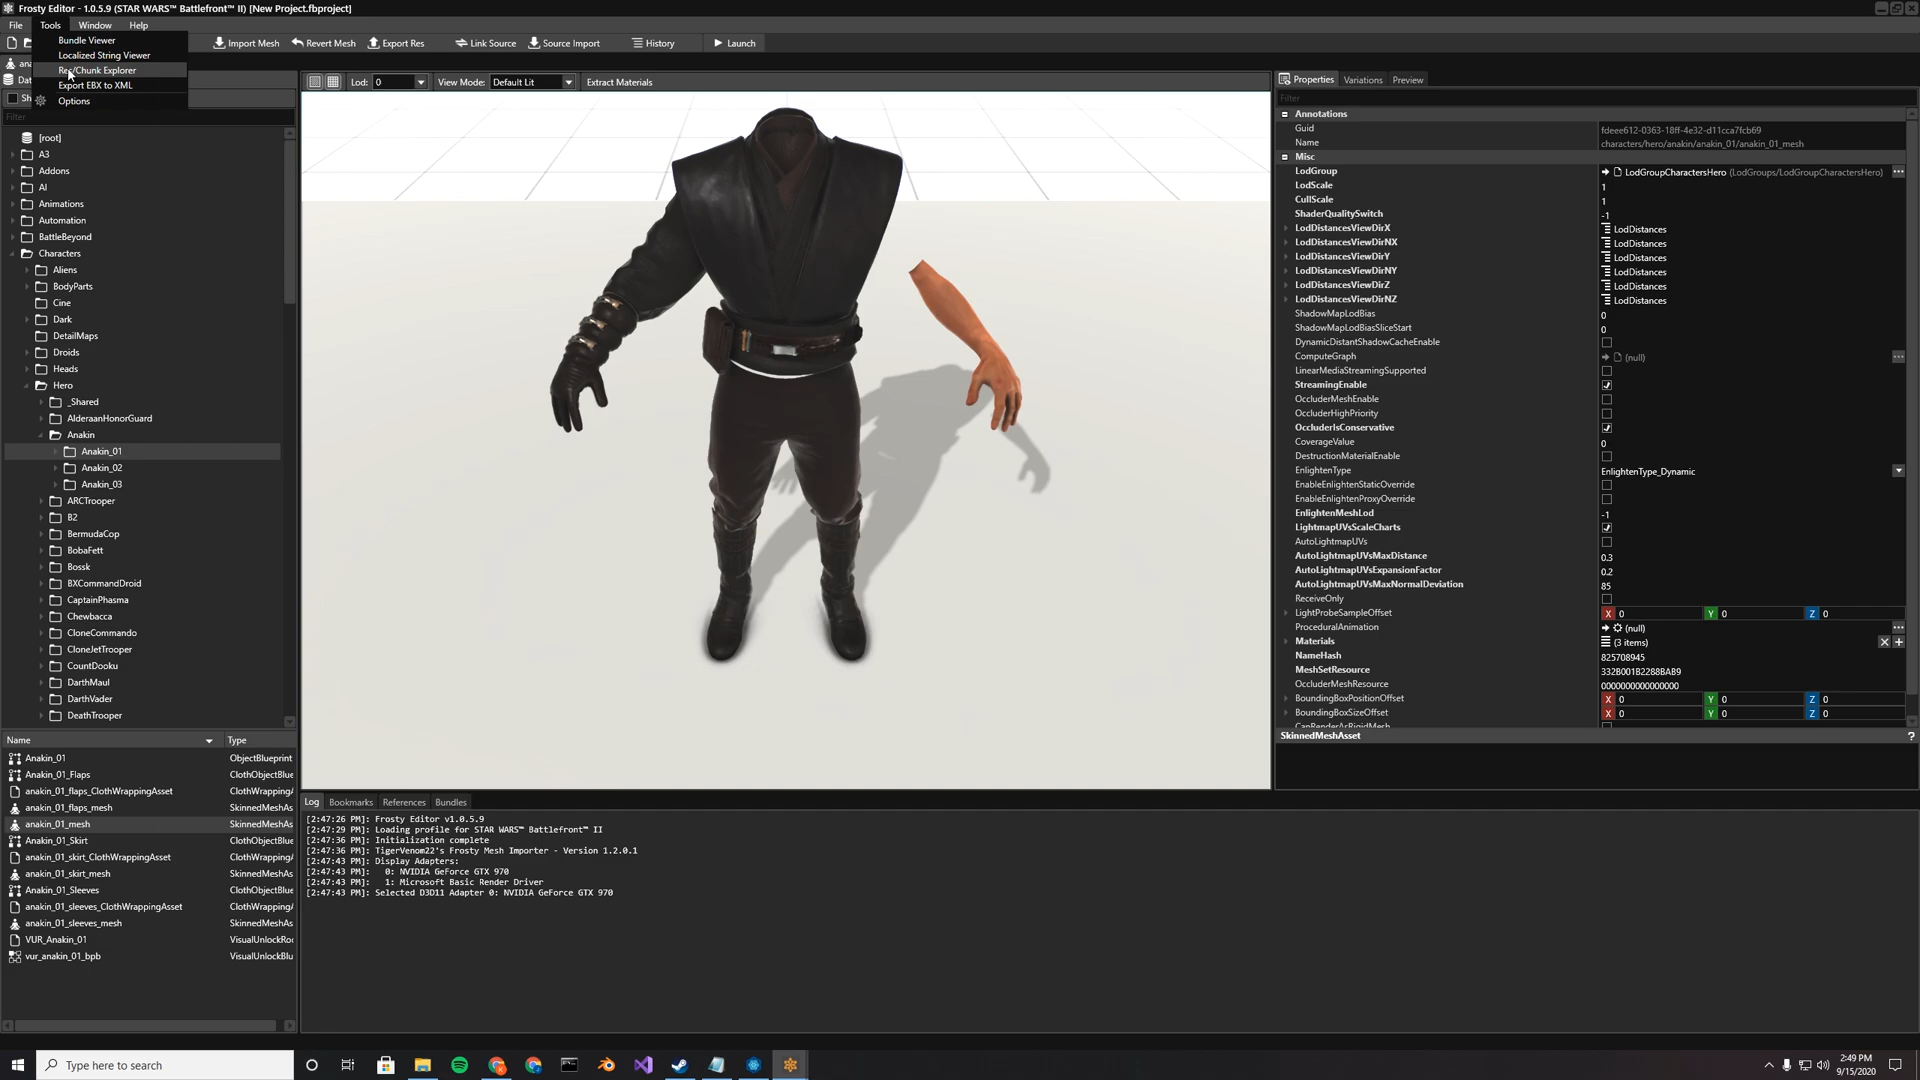 Frosty Editor - 1.0.5.9 (STAR WARS™ Battlefront™ II) [New Project.fbproject]
File Tools Window Help
Import Mesh Revert Mesh Export Res Link Source Source Import History Launch
Bundle Viewer
Localized String Viewer
Res/Chunk Explorer
Export EBX to XML
Options
Filter
[root]
A3
Addons
AI
Animations
Automation
BattleBeyond
Characters
Aliens
BodyParts
Cine
Dark
DetailMaps
Droids
Heads
Hero
_Shared
AlderaanHonorGuard
Anakin
Anakin_01
Anakin_02
Anakin_03
ARCTrooper
B2
BermudaCop
BobaFett
Bossk
BXCommandDroid
CaptainPhasma
Chewbacca
CloneCommando
CloneJetTrooper
CountDooku
DarthMaul
DarthVader
DeathTrooper
Name Type
Anakin_01 ObjectBlueprint
Anakin_01_Flaps ClothObjectBlue
anakin_01_flaps_ClothWrappingAsset ClothWrappingA
anakin_01_flaps_mesh SkinnedMeshAs
anakin_01_mesh SkinnedMeshAs
Anakin_01_Skirt ClothObjectBlue
anakin_01_skirt_ClothWrappingAsset ClothWrappingA
anakin_01_skirt_mesh SkinnedMeshAs
Anakin_01_Sleeves ClothObjectBlue
anakin_01_sleeves_ClothWrappingAsset ClothWrappingA
anakin_01_sleeves_mesh SkinnedMeshAs
VUR_Anakin_01 VisualUnlockRoo
vur_anakin_01_bpb VisualUnlockBlu
Lod: 0 View Mode: Default Lit Extract Materials
Log Bookmarks References Bundles
[2:47:26 PM]: Frosty Editor v1.0.5.9
[2:47:29 PM]: Loading profile for STAR WARS™ Battlefront™ II
[2:47:36 PM]: Initialization complete
[2:47:36 PM]: TigerVenom22's Frosty Mesh Importer - Version 1.2.0.1
[2:47:43 PM]: Display Adapters:
[2:47:43 PM]: 0: NVIDIA GeForce GTX 970
[2:47:43 PM]: 1: Microsoft Basic Render Driver
[2:47:43 PM]: Selected D3D11 Adapter 0: NVIDIA GeForce GTX 970
Properties Variations Preview
Filter
Annotations
Guid fdeee612-0363-18ff-4e32-d11cca7fcb69
Name characters/hero/anakin/anakin_01/anakin_01_mesh
Misc
LodGroup LodGroupCharactersHero (LodGroups/LodGroupCharactersHero)
LodScale 1
CullScale 1
ShaderQualitySwitch -1
LodDistancesViewDirX LodDistances
LodDistancesViewDirNX LodDistances
LodDistancesViewDirY LodDistances
LodDistancesViewDirNY LodDistances
LodDistancesViewDirZ LodDistances
LodDistancesViewDirNZ LodDistances
ShadowMapLodBias 0
ShadowMapLodBiasSliceStart 0
DynamicDistantShadowCacheEnable
ComputeGraph (null)
LinearMediaStreamingSupported
StreamingEnable
OccluderMeshEnable
OccluderHighPriority
OccluderIsConservative
CoverageValue 0
DestructionMaterialEnable
EnlightenType EnlightenType_Dynamic
EnableEnlightenStaticOverride
EnableEnlightenProxyOverride
EnlightenMeshLod -1
LightmapUVsScaleCharts
AutoLightmapUVs
AutoLightmapUVsMaxDistance 0.3
AutoLightmapUVsExpansionFactor 0.2
AutoLightmapUVsMaxNormalDeviation 85
ReceiveOnly
LightProbeSampleOffset X 0 Y 0 Z 0
ProceduralAnimation (null)
Materials (3 items)
NameHash 825708945
MeshSetResource 332B001B2288BAB9
OccluderMeshResource 0000000000000000
BoundingBoxPositionOffset X 0 Y 0 Z 0
BoundingBoxSizeOffset X 0 Y 0 Z 0
SkinnedMeshAsset ?
Type here to search
2:49 PM
9/15/2020